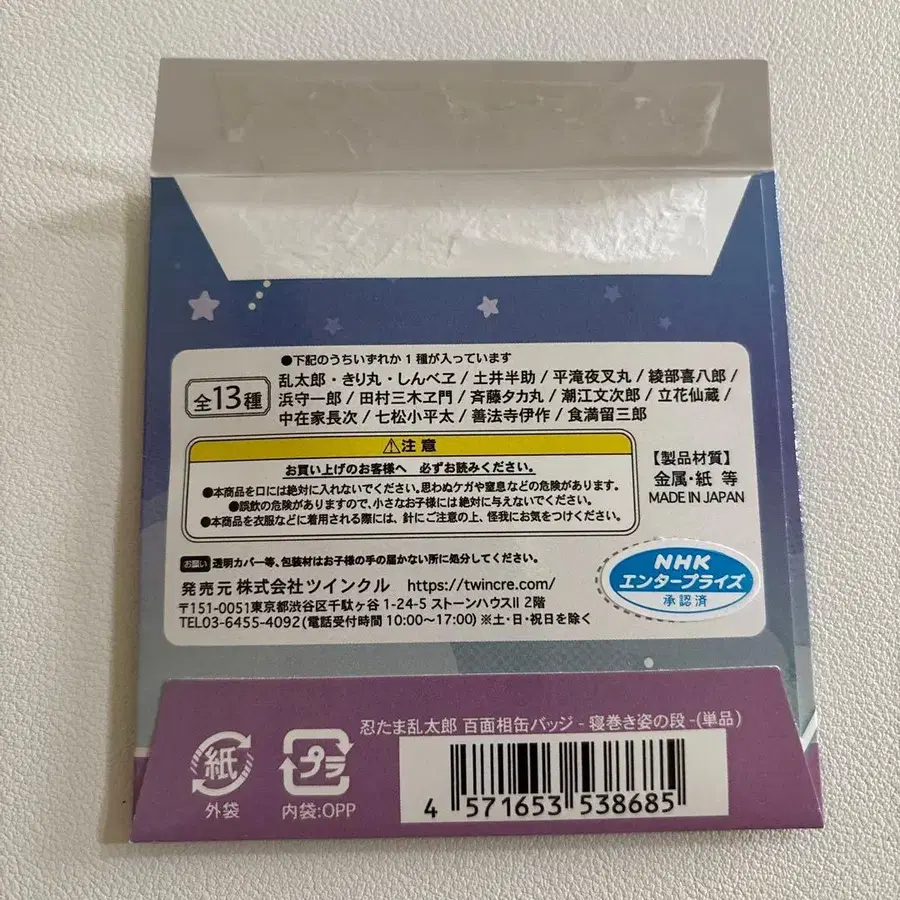 ●下記のうちいずれか1種が入っています
全13種
乱太郎・きり丸・しんべヱ / 土井半助 / 平滝夜叉丸 / 綾部喜八郎 /
浜守一郎 / 田村三木ヱ門 / 斉藤タカ丸 / 潮江文次郎 / 立花仙蔵 /
中在家長次 / 七松小平太 / 善法寺伊作 / 食満留三郎
⚠注意
お買い上げのお客様へ 必ずお読みください。
●本商品を口には絶対に入れないでください。思わぬケガや窒息などの危険があります。
●誤飲の危険がありますので、小さなお子様には絶対に与えないでください。
●本商品を衣服などに着用される際には、針にご注意の上、怪我にお気をつけください。
【製品材質】
金属・紙 等
MADE IN JAPAN
お願い 透明カバー等、包装材はお子様の手の届かない所に処分してください。
発売元 株式会社ツインクル https://twincre.com/
〒151-0051東京都渋谷区千駄ヶ谷1-24-5 ストーンハウスII 2階
TEL03-6455-4092(電話受付時間 10:00〜17:00) ※土・日・祝日を除く
NHK
エンタープライズ
承認済
忍たま乱太郎 百面相缶バッジ - 寝巻き姿の段 -(単品)
紙
外袋
プラ
内袋:OPP
4 571653 538685